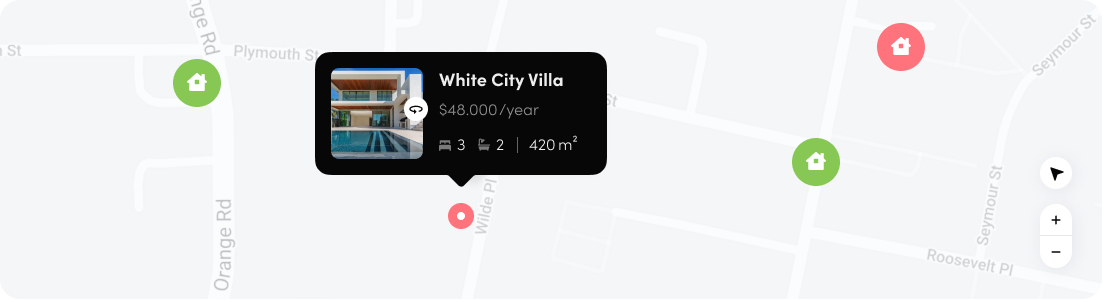 Orange Rd
St
Plymouth St
Seymour St
White City Villa
$48.000/year
St
3 2 | 420 m²
Wilde Pl
Seymour St
Orange Rd
+
Roosevelt Pl
−